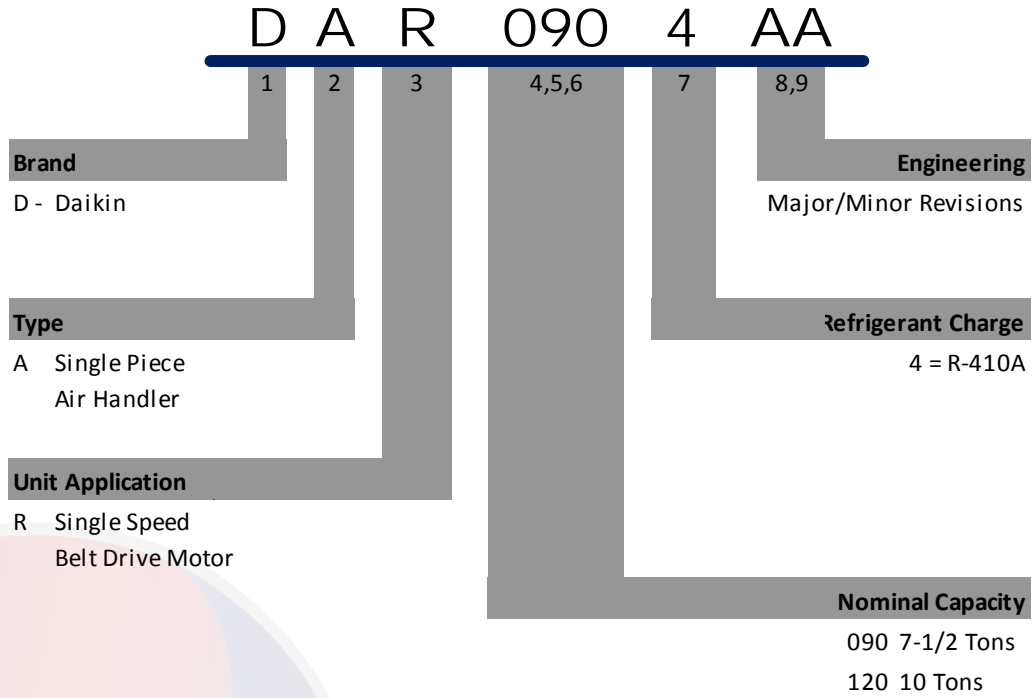 D A R 090 4 AA
1 2 3 4,5,6 7 8,9
Brand
D - Daikin
Engineering
Major/Minor Revisions
Type
A Single Piece
Air Handler
Refrigerant Charge
4 = R-410A
Unit Application
R Single Speed
Belt Drive Motor
Nominal Capacity
090 7-1/2 Tons
120 10 Tons